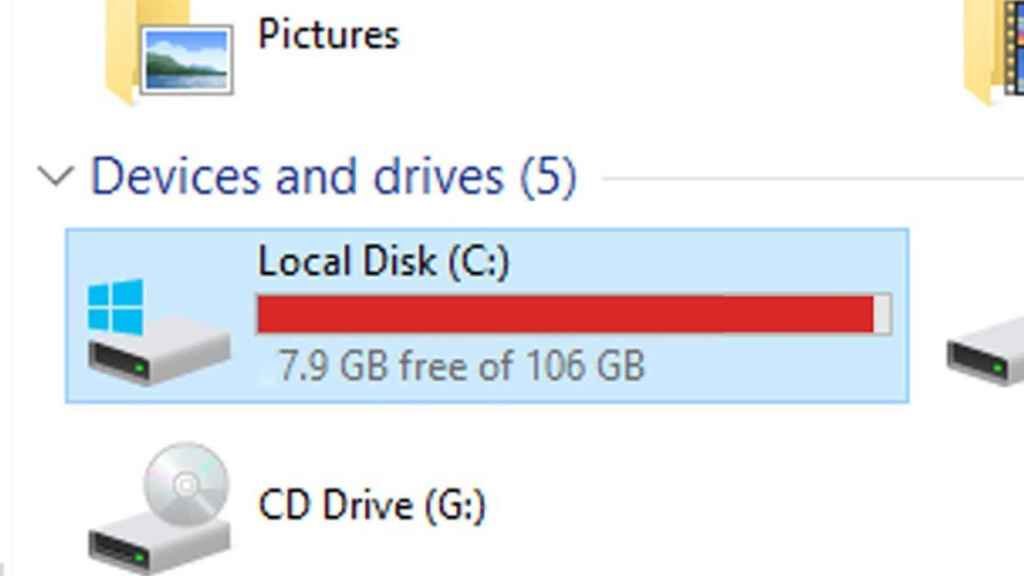 Pictures
Devices and drives (5)
Local Disk (C:)
7.9 GB free of 106 GB
CD Drive (G:)